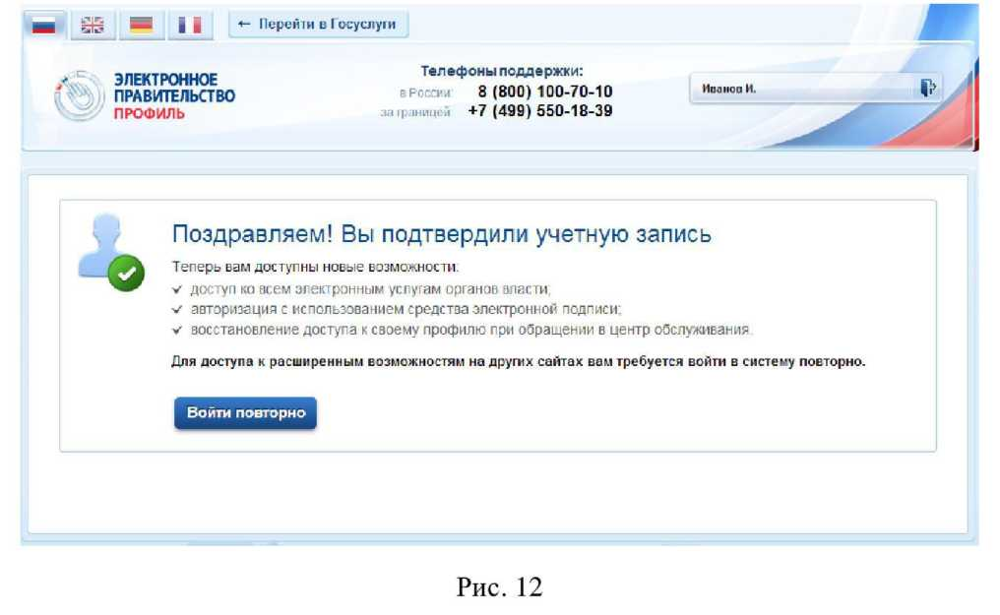 ← Перейти в Госуслуги
ЭЛЕКТРОННОЕ
ПРАВИТЕЛЬСТВО
ПРОФИЛЬ
Телефоны поддержки:
в России: 8 (800) 100-70-10
за границей: +7 (499) 550-18-39
Иванов И.
Поздравляем! Вы подтвердили учетную запись
Теперь вам доступны новые возможности:
✓ доступ ко всем электронным услугам органов власти;
✓ авторизация с использованием средства электронной подписи;
✓ восстановление доступа к своему профилю при обращении в центр обслуживания.
Для доступа к расширенным возможностям на других сайтах вам требуется войти в систему повторно.
Войти повторно
Рис. 12